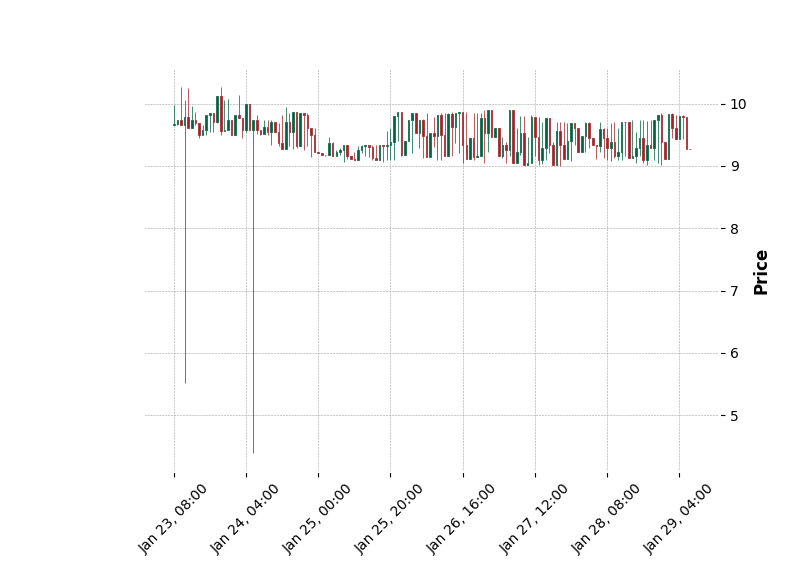 10
9
8
7
6
5
Price
Jan 23, 08:00
Jan 24, 04:00
Jan 25, 00:00
Jan 25, 20:00
Jan 26, 16:00
Jan 27, 12:00
Jan 28, 08:00
Jan 29, 04:00